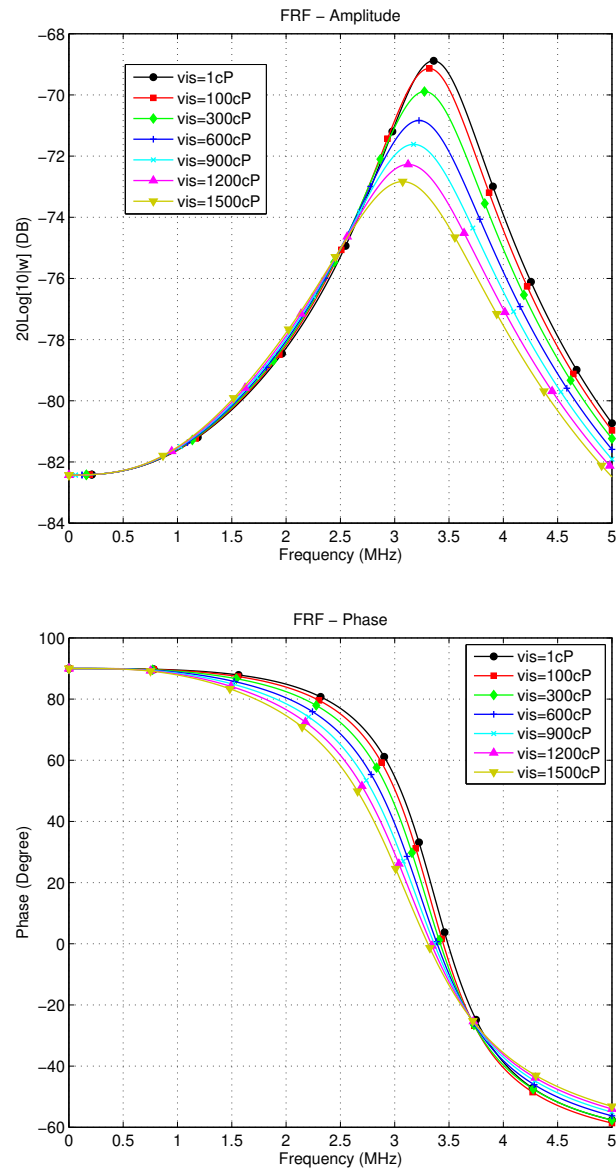 FRF − Amplitude
−68
−70
−72
−74
−76
−78
−80
−82
−84
20Log[10|w] (DB)
vis=1cP
vis=100cP
vis=300cP
vis=600cP
vis=900cP
vis=1200cP
vis=1500cP
0 0.5 1 1.5 2 2.5 3 3.5 4 4.5 5
Frequency (MHz)
FRF − Phase
100
80
60
40
20
0
−20
−40
−60
Phase (Degree)
vis=1cP
vis=100cP
vis=300cP
vis=600cP
vis=900cP
vis=1200cP
vis=1500cP
0 0.5 1 1.5 2 2.5 3 3.5 4 4.5 5
Frequency (MHz)